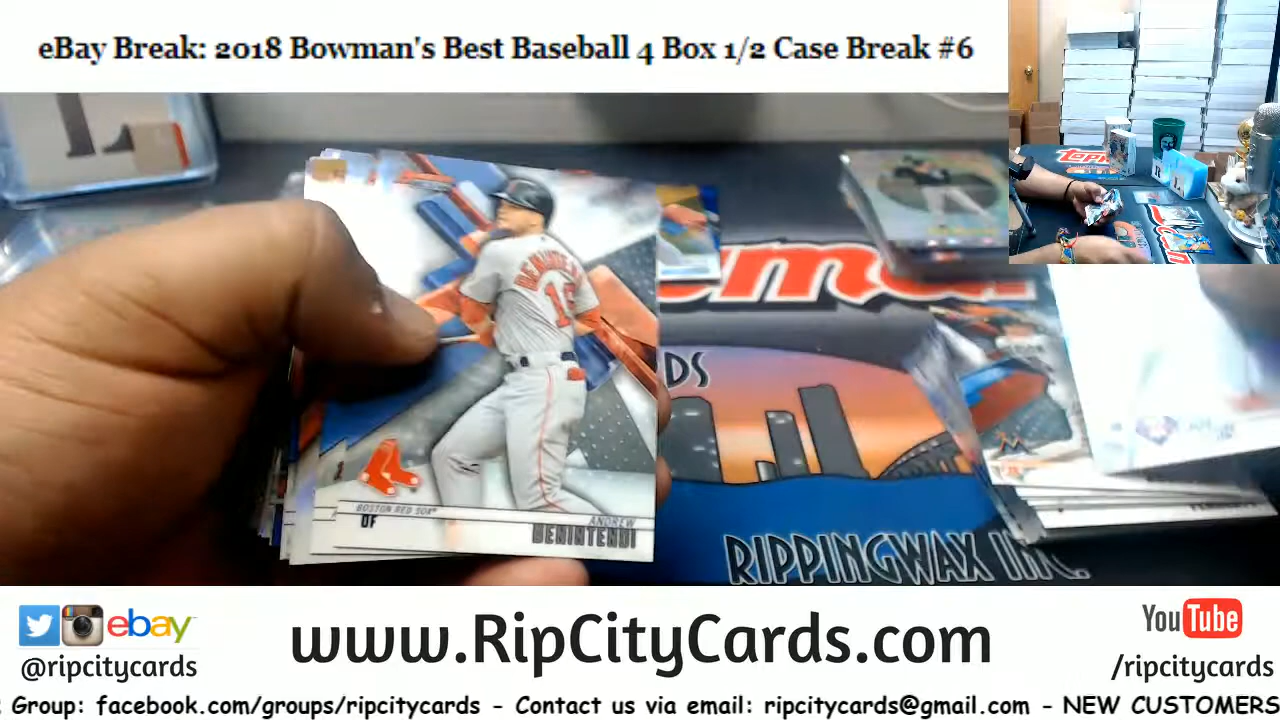 eBay Break: 2018 Bowman's Best Baseball 4 Box 1/2 Case Break #6
BENINTENDI
BOSTON RED SOX
OF
ANDREW
BENINTENDI
DS
RIPPINGWAX INC.
ebay
@ripcitycards
www.RipCityCards.com
YouTube
/ripcitycards
Group: facebook.com/groups/ripcitycards - Contact us via email: ripcitycards@gmail.com - NEW CUSTOMERS